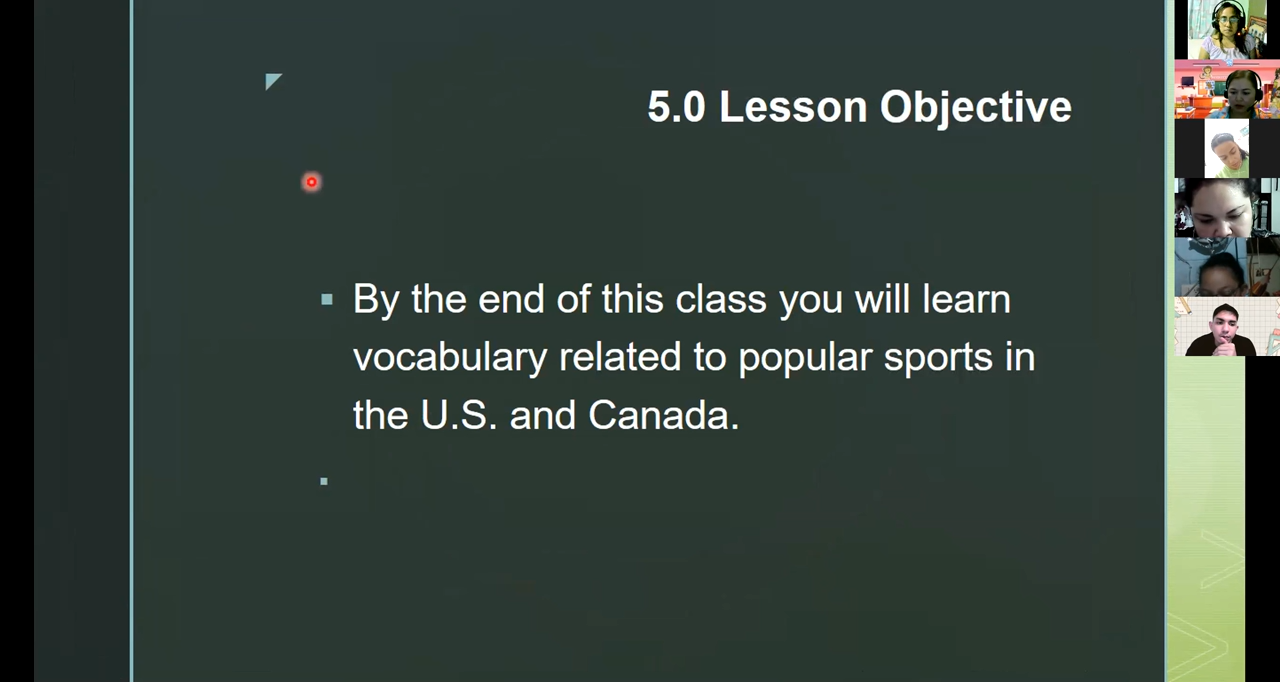 5.0 Lesson Objective
By the end of this class you will learn
vocabulary related to popular sports in
the U.S. and Canada.